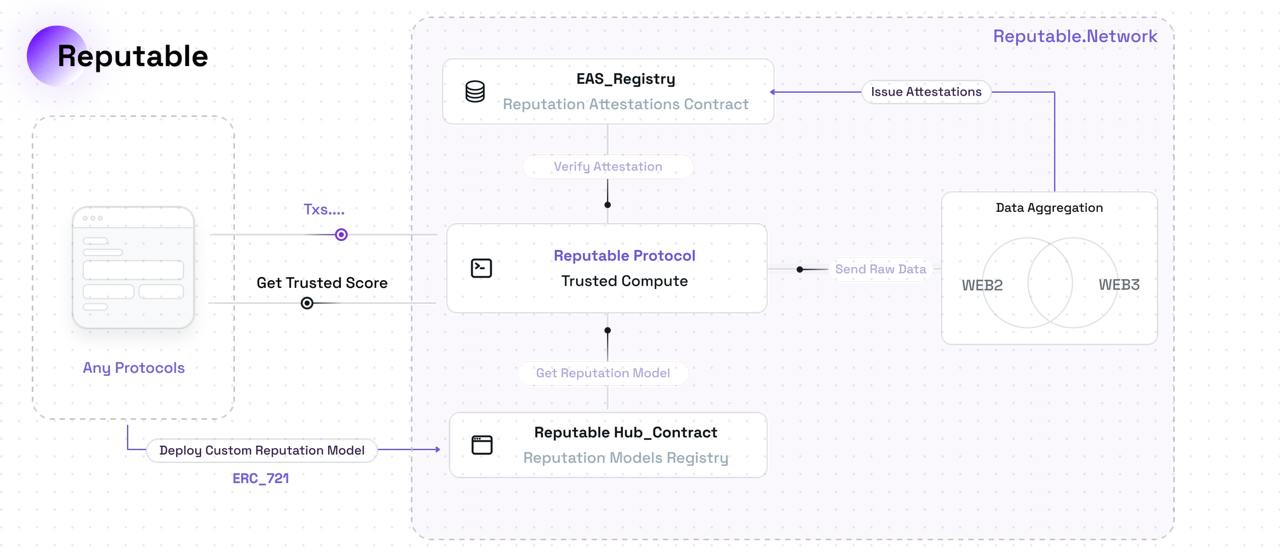 Reputable
Reputable.Network
EAS_Registry
Reputation Attestations Contract
Issue Attestations
Verify Attestation
Data Aggregation
WEB2
WEB3
Txs....
Get Trusted Score
Reputable Protocol
Trusted Compute
Send Raw Data
Any Protocols
Get Reputation Model
Reputable Hub_Contract
Reputation Models Registry
Deploy Custom Reputation Model
ERC_721